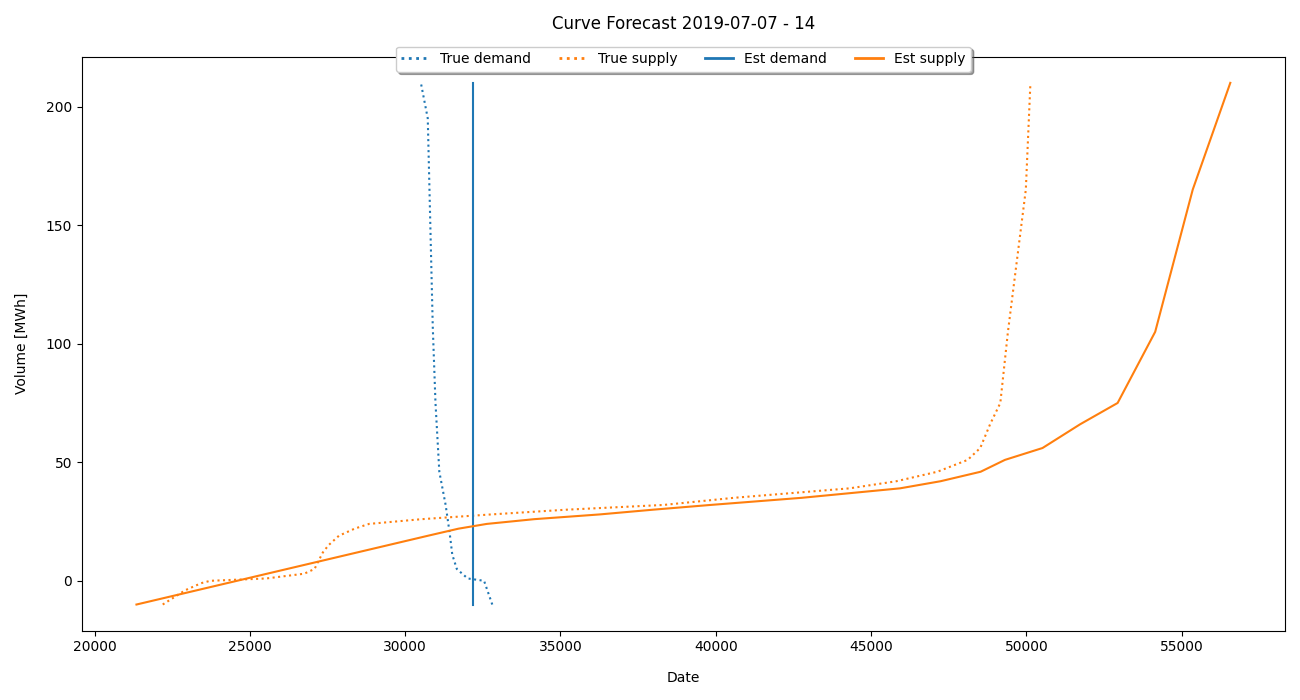 Curve Forecast 2019-07-07 - 14
True demand True supply Est demand Est supply
200
150
100
50
0
Volume [MWh]
20000 25000 30000 35000 40000 45000 50000 55000
Date